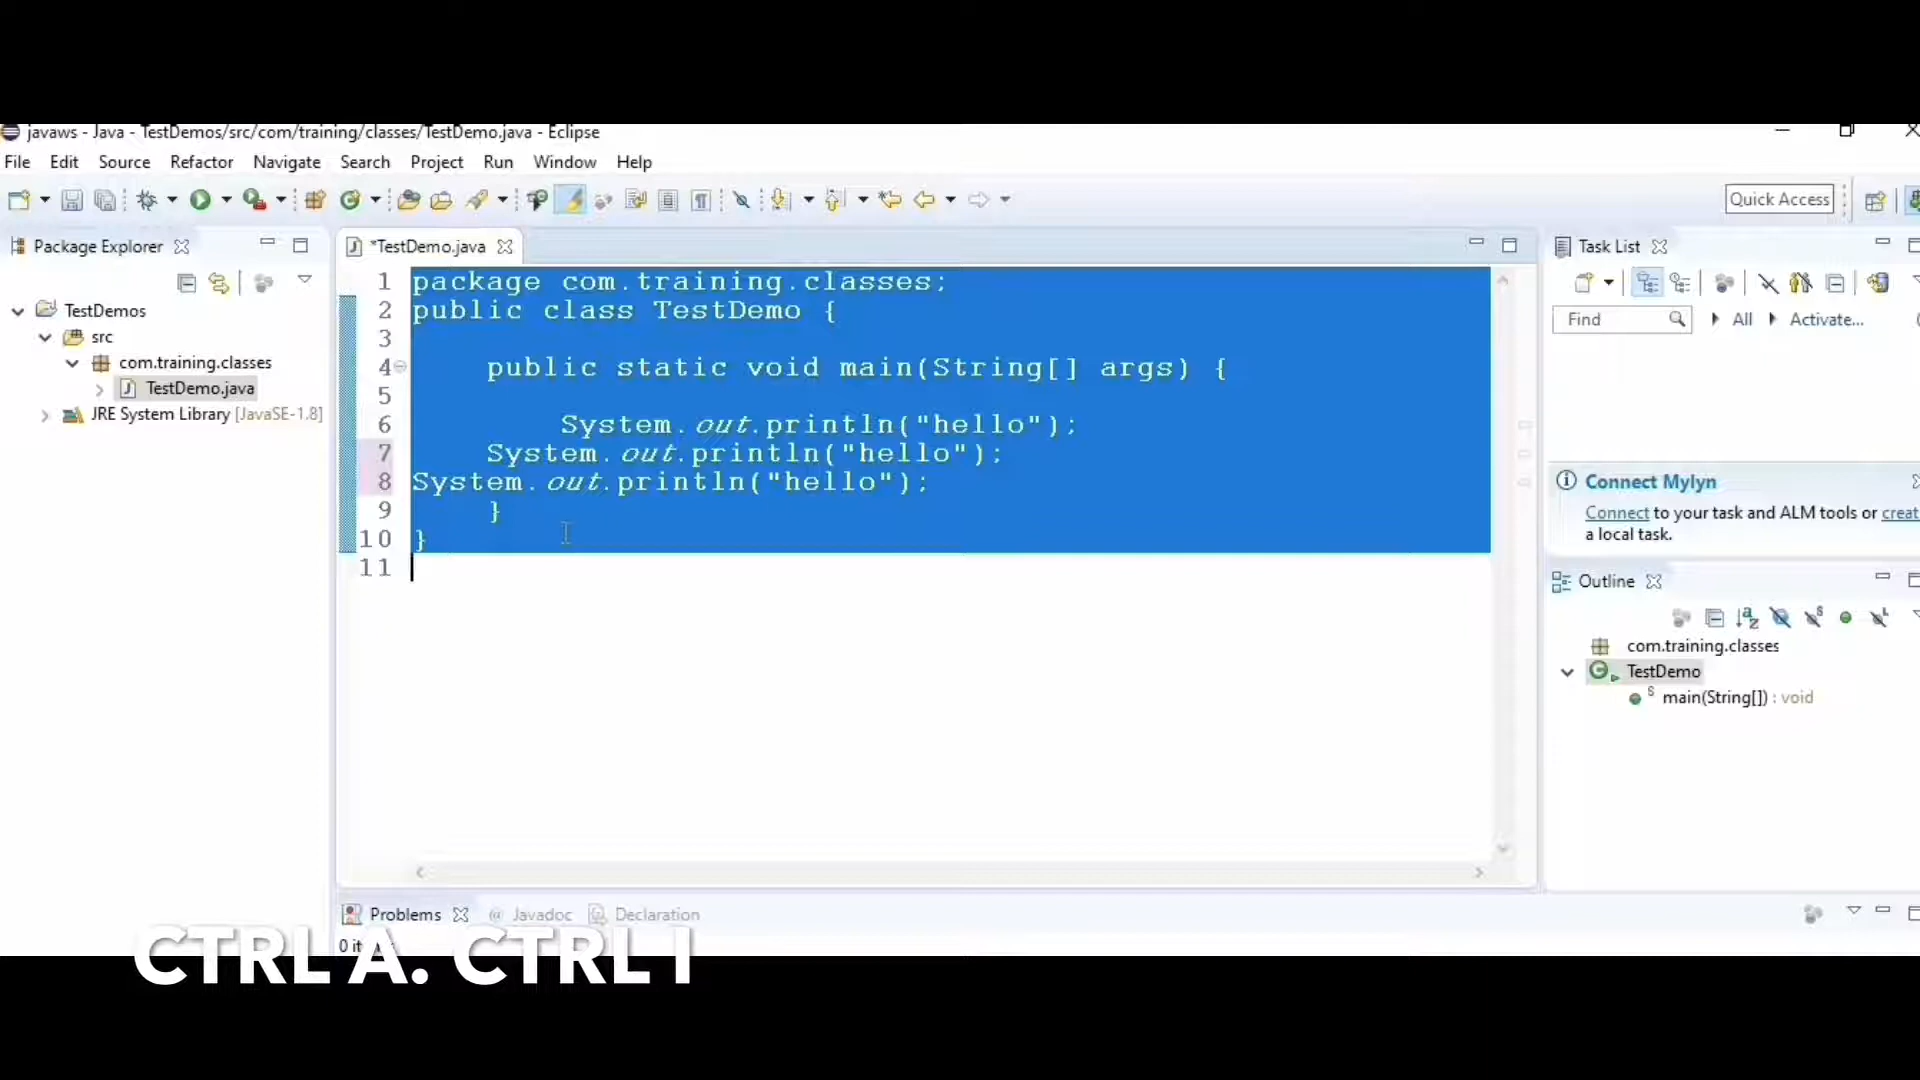 javaws - Java - TestDemos/src/com/training/classes/TestDemo.java - Eclipse
File Edit Source Refactor Navigate Search Project Run Window Help
Quick Access
Package Explorer
TestDemos
src
com.training.classes
TestDemo.java
JRE System Library [JavaSE-1.8]
*TestDemo.java
1 package com.training.classes;
2 public class TestDemo {
3
4 public static void main(String[] args) {
5
6 System.out.println("hello");
7 System.out.println("hello");
8 System.out.println("hello");
9 }
10 }
11
Task List
Find All Activate...
Connect Mylyn
Connect to your task and ALM tools or create
a local task.
Outline
com.training.classes
TestDemo
main(String[]) : void
Problems @ Javadoc Declaration
CTRL A. CTRL I